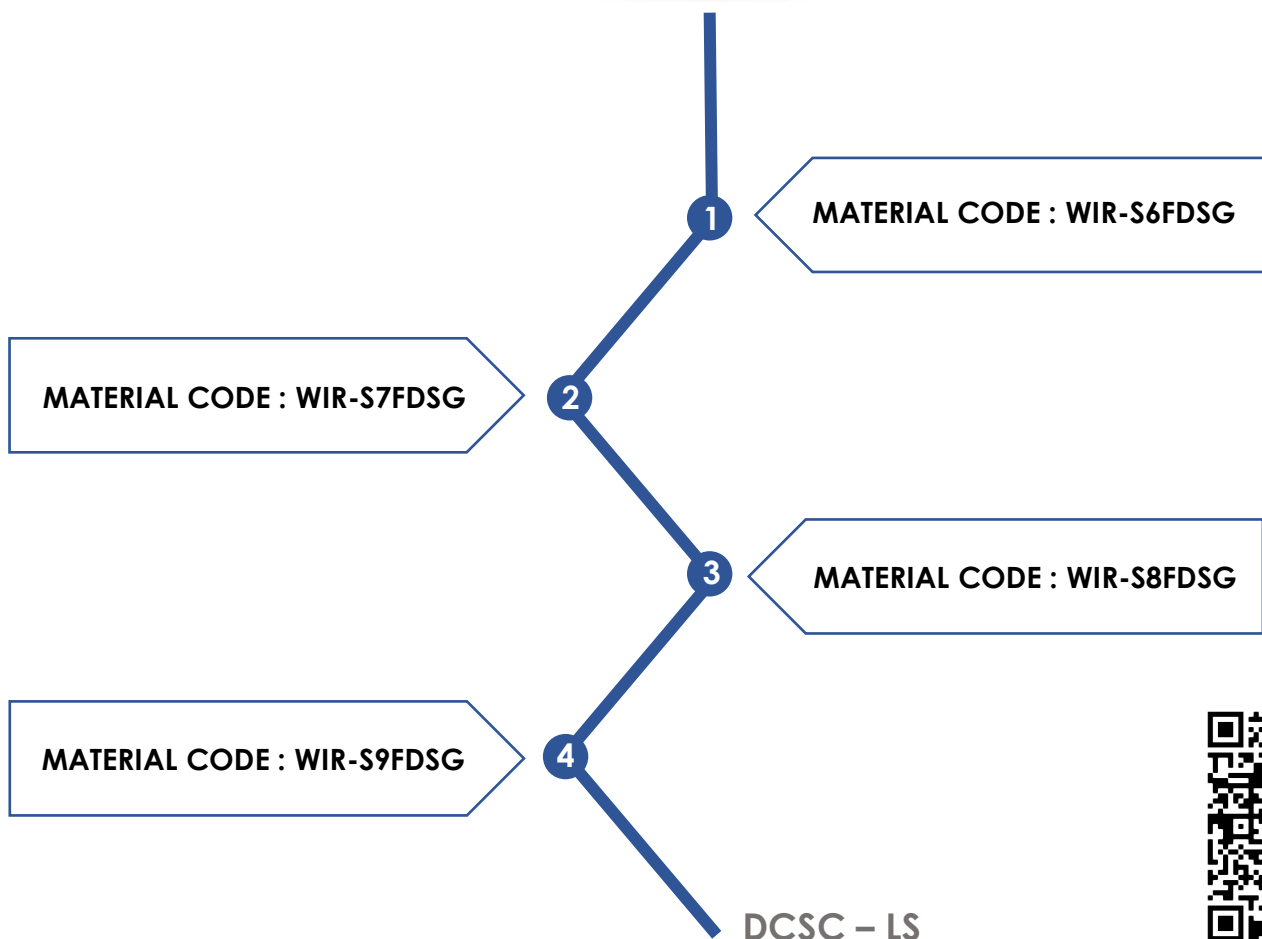 1
MATERIAL CODE : WIR-S6FDSG
MATERIAL CODE : WIR-S7FDSG
2
3
MATERIAL CODE : WIR-S8FDSG
MATERIAL CODE : WIR-S9FDSG
4
DCSC – LS